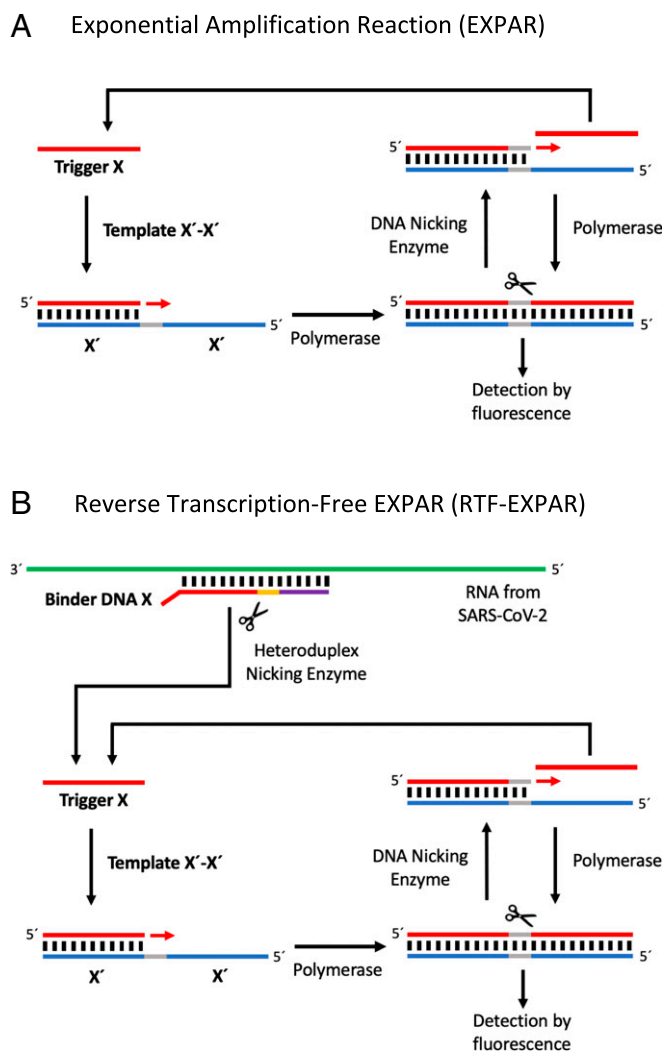 A Exponential Amplification Reaction (EXPAR)
Trigger X
Template X´-X´
5´
X´ X´
5´
Polymerase
5´
5´
DNA Nicking
Enzyme
Polymerase
5´
5´
Detection by
fluorescence
B Reverse Transcription-Free EXPAR (RTF-EXPAR)
3´
5´
Binder DNA X
RNA from
SARS-CoV-2
Heteroduplex
Nicking Enzyme
Trigger X
Template X´-X´
5´
X´ X´
5´
Polymerase
5´
5´
DNA Nicking
Enzyme
Polymerase
5´
5´
Detection by
fluorescence